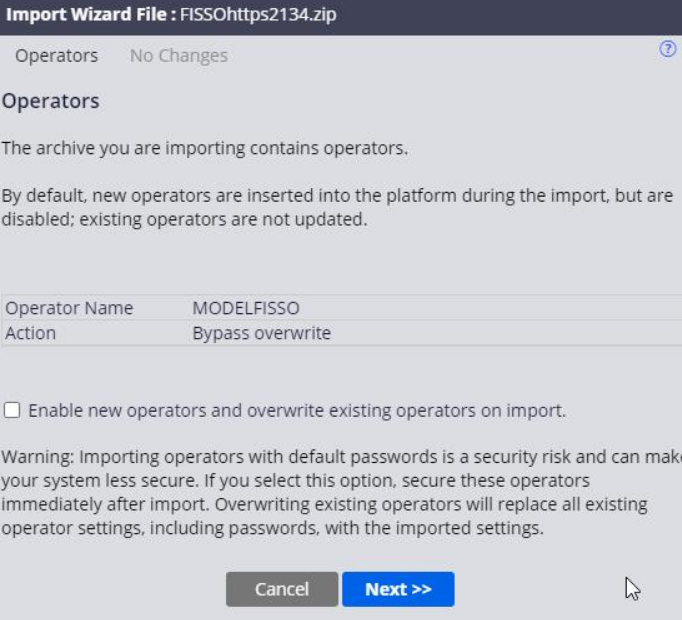 Import Wizard File : FISSOhttps2134.zip
Operators No Changes ?
Operators
The archive you are importing contains operators.
By default, new operators are inserted into the platform during the import, but are
disabled; existing operators are not updated.
Operator Name MODELFISSO
Action Bypass overwrite
Enable new operators and overwrite existing operators on import.
Warning: Importing operators with default passwords is a security risk and can make
your system less secure. If you select this option, secure these operators
immediately after import. Overwriting existing operators will replace all existing
operator settings, including passwords, with the imported settings.
Cancel Next >>